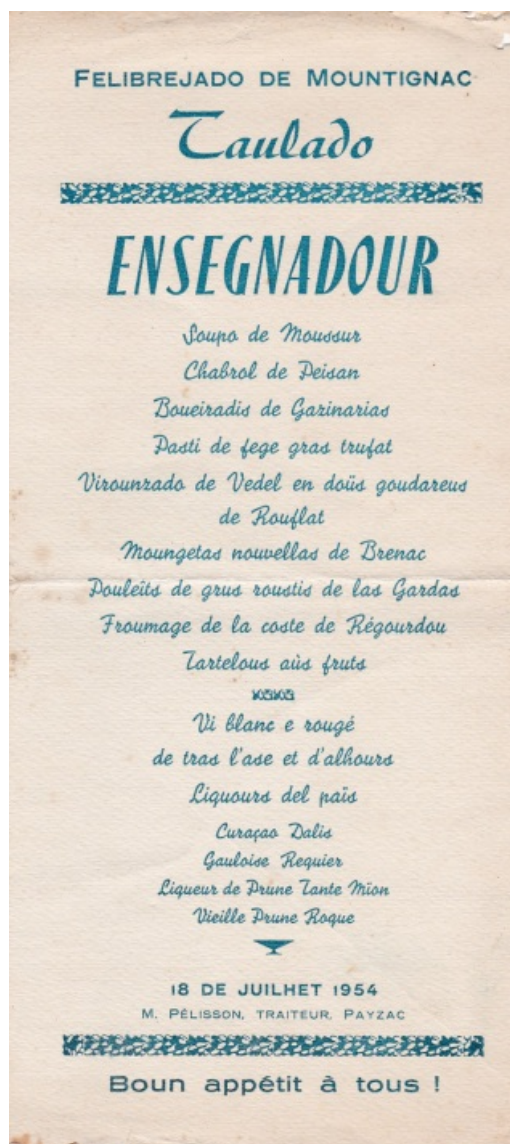 FELIBREJADO DE MOUNTIGNAC
Taulado
ENSEGNADOUR
Soupo de Moussur
Chabrol de Peisan
Boueiradis de Gazinarias
Pasti de fege gras trufat
Virounzado de Vedel en doüs goudareus
de Rouflat
Moungetas nouvellas de Brenac
Pouleîts de grus roustis de las Gardas
Froumage de la coste de Régourdou
Tartelous aüs fruts
Vi blanc e rougé
de tras l'ase et d'alhours
Liquours del païs
Curaçao Dalis
Gauloise Requier
Liqueur de Prune Tante Mïon
Vieille Prune Roque
18 DE JUILHET 1954
M. PÉLISSON, TRAITEUR, PAYZAC
Boun appétit à tous !